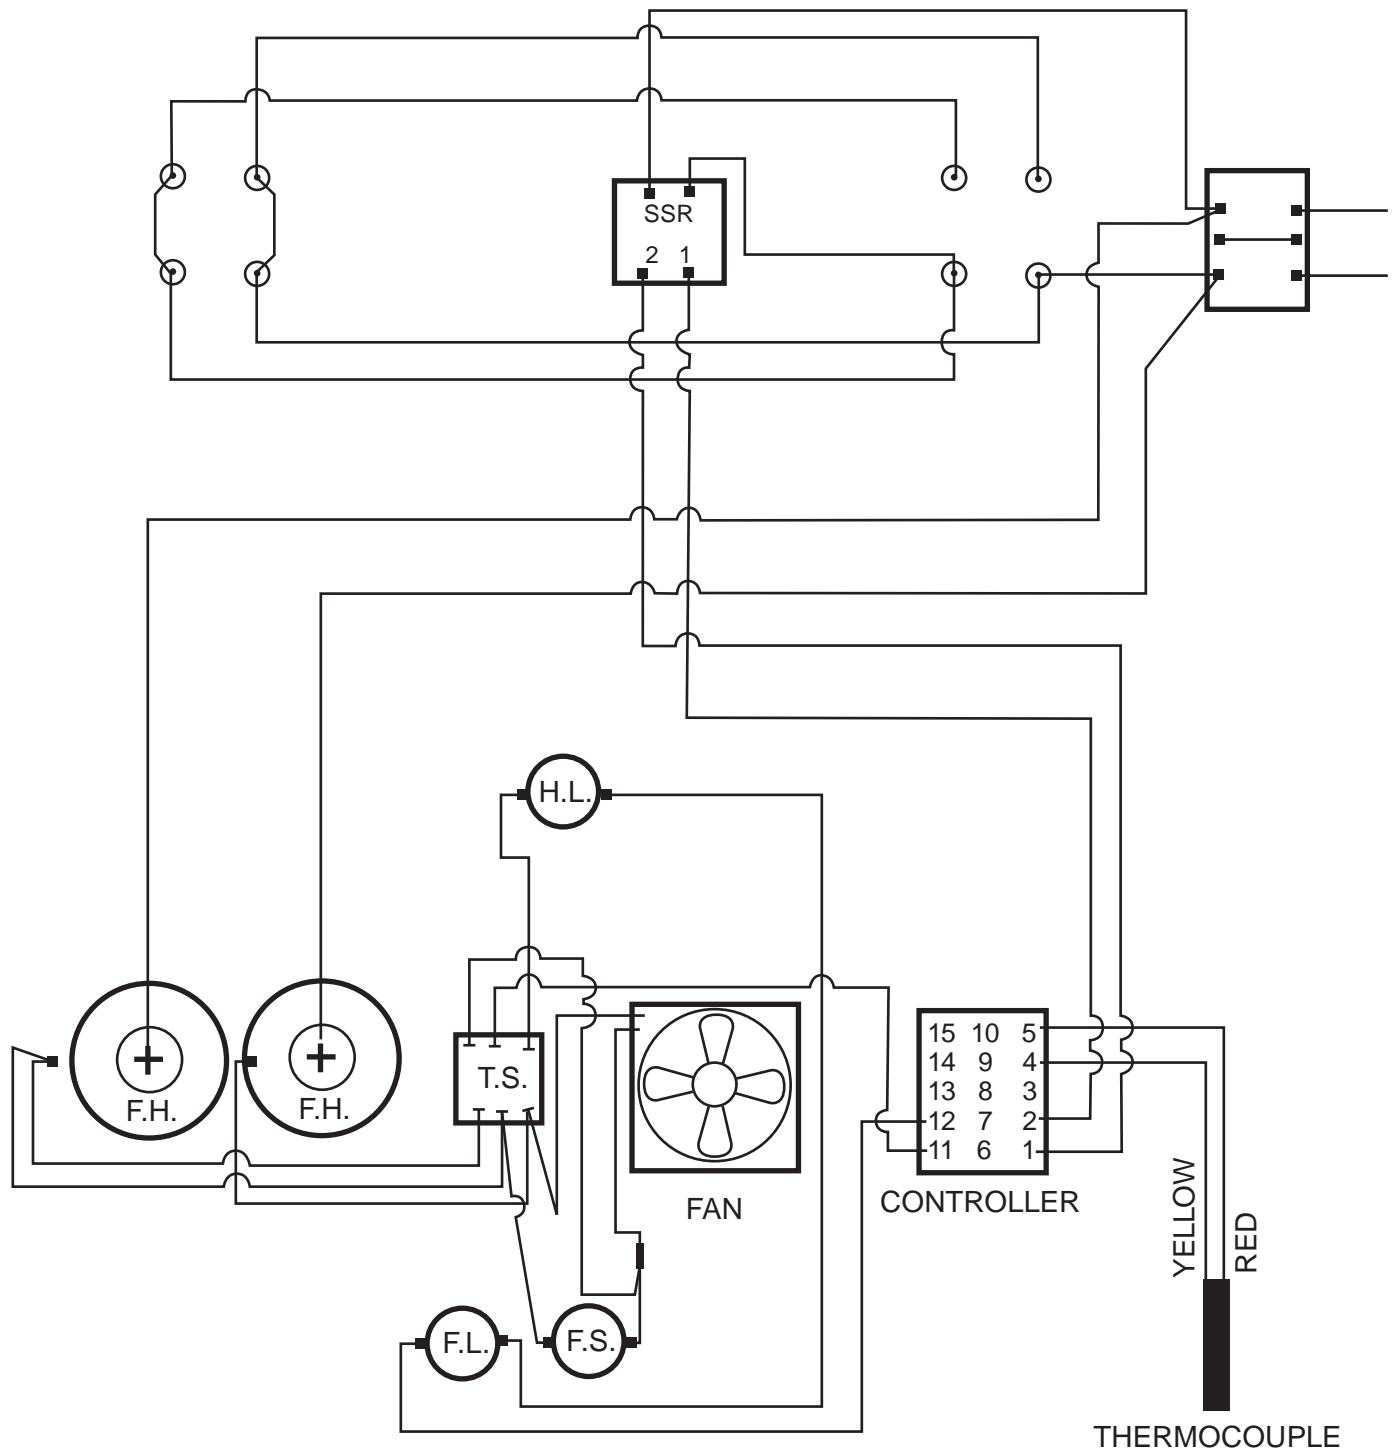 SSR
2 1
H.L.
T.S.
F.H.
F.H.
15 10 5
14 9 4
13 8 3
12 7 2
11 6 1
CONTROLLER
FAN
YELLOW
RED
F.L.
F.S.
THERMOCOUPLE